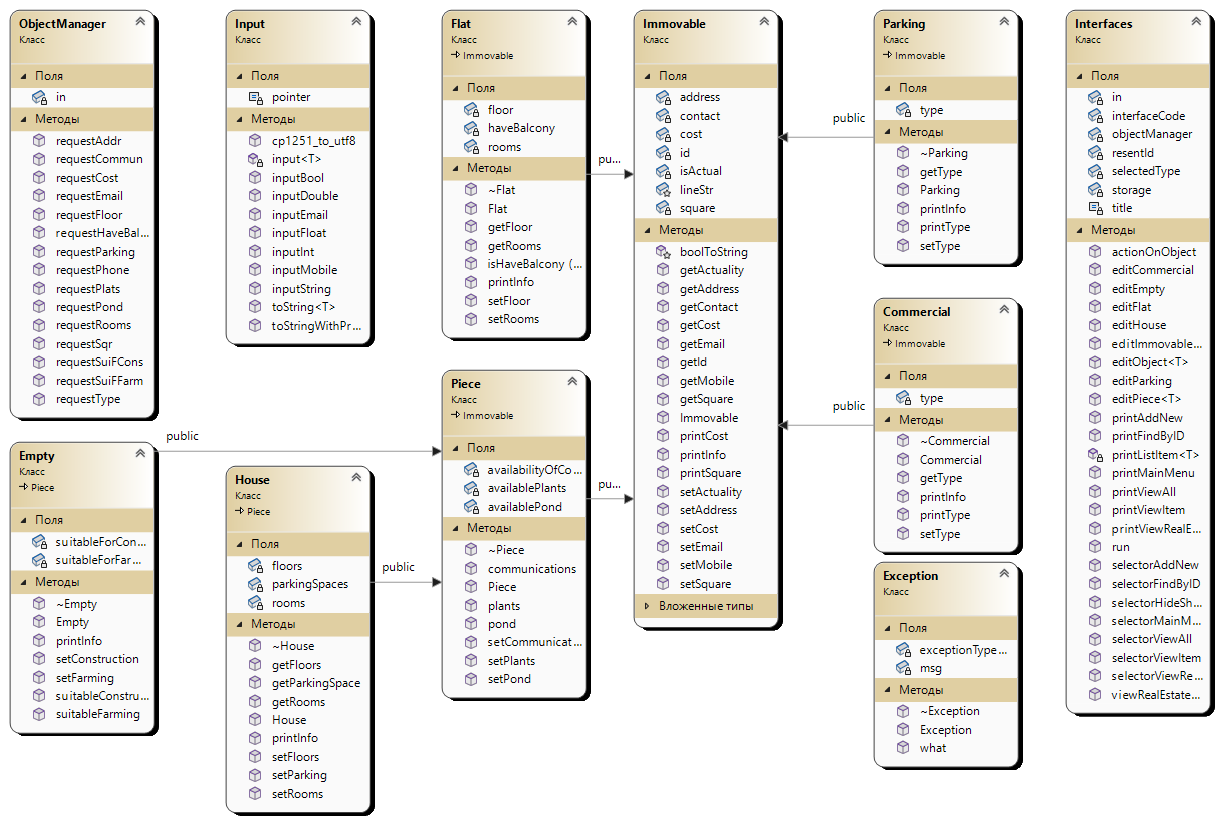 ObjectManager
Класс
Поля
in
Методы
requestAddr
requestCommun
requestCost
requestEmail
requestFloor
requestHaveBal...
requestParking
requestPhone
requestPlats
requestPond
requestRooms
requestSqr
requestSuiFCons
requestSuiFFarm
requestType
Input
Класс
Поля
pointer
Методы
cp1251_to_utf8
input<T>
inputBool
inputDouble
inputEmail
inputFloat
inputInt
inputMobile
inputString
toString<T>
toStringWithPr...
Flat
Класс
Immovable
Поля
floor
haveBalcony
rooms
Методы
~Flat
Flat
getFloor
getRooms
isHaveBalcony (...
printInfo
setFloor
setRooms
pu...
Immovable
Класс
Поля
address
contact
cost
id
isActual
lineStr
square
Методы
boolToString
getActuality
getAddress
getContact
getCost
getEmail
getId
getMobile
getSquare
Immovable
printCost
printInfo
printSquare
setActuality
setAddress
setCost
setEmail
setMobile
setSquare
Вложенные типы
public
Parking
Класс
Immovable
Поля
type
Методы
~Parking
getType
Parking
printInfo
printType
setType
Interfaces
Класс
Поля
in
interfaceCode
objectManager
resentId
selectedType
storage
title
Методы
actionOnObject
editCommercial
editEmpty
editFlat
editHouse
editImmovable...
editObject<T>
editParking
editPiece<T>
printAddNew
printFindByID
printListItem<T>
printMainMenu
printViewAll
printViewItem
printViewRealE...
run
selectorAddNew
selectorFindByID
selectorHideSh...
selectorMainM...
selectorViewAll
selectorViewItem
selectorViewRe...
viewRealEstate...
public
Commercial
Класс
Immovable
Поля
type
Методы
~Commercial
Commercial
getType
printInfo
printType
setType
Piece
Класс
Immovable
Поля
availabilityOfCo...
availablePlants
availablePond
Методы
~Piece
communications
Piece
plants
pond
setCommunicat...
setPlants
setPond
pu...
public
Empty
Класс
Piece
Поля
suitableForCon...
suitableForFar...
Методы
~Empty
Empty
printInfo
setConstruction
setFarming
suitableConstru...
suitableFarming
House
Класс
Piece
Поля
floors
parkingSpaces
rooms
Методы
~House
getFloors
getParkingSpace
getRooms
House
printInfo
setFloors
setParking
setRooms
public
Exception
Класс
Поля
exceptionType...
msg
Методы
~Exception
Exception
what